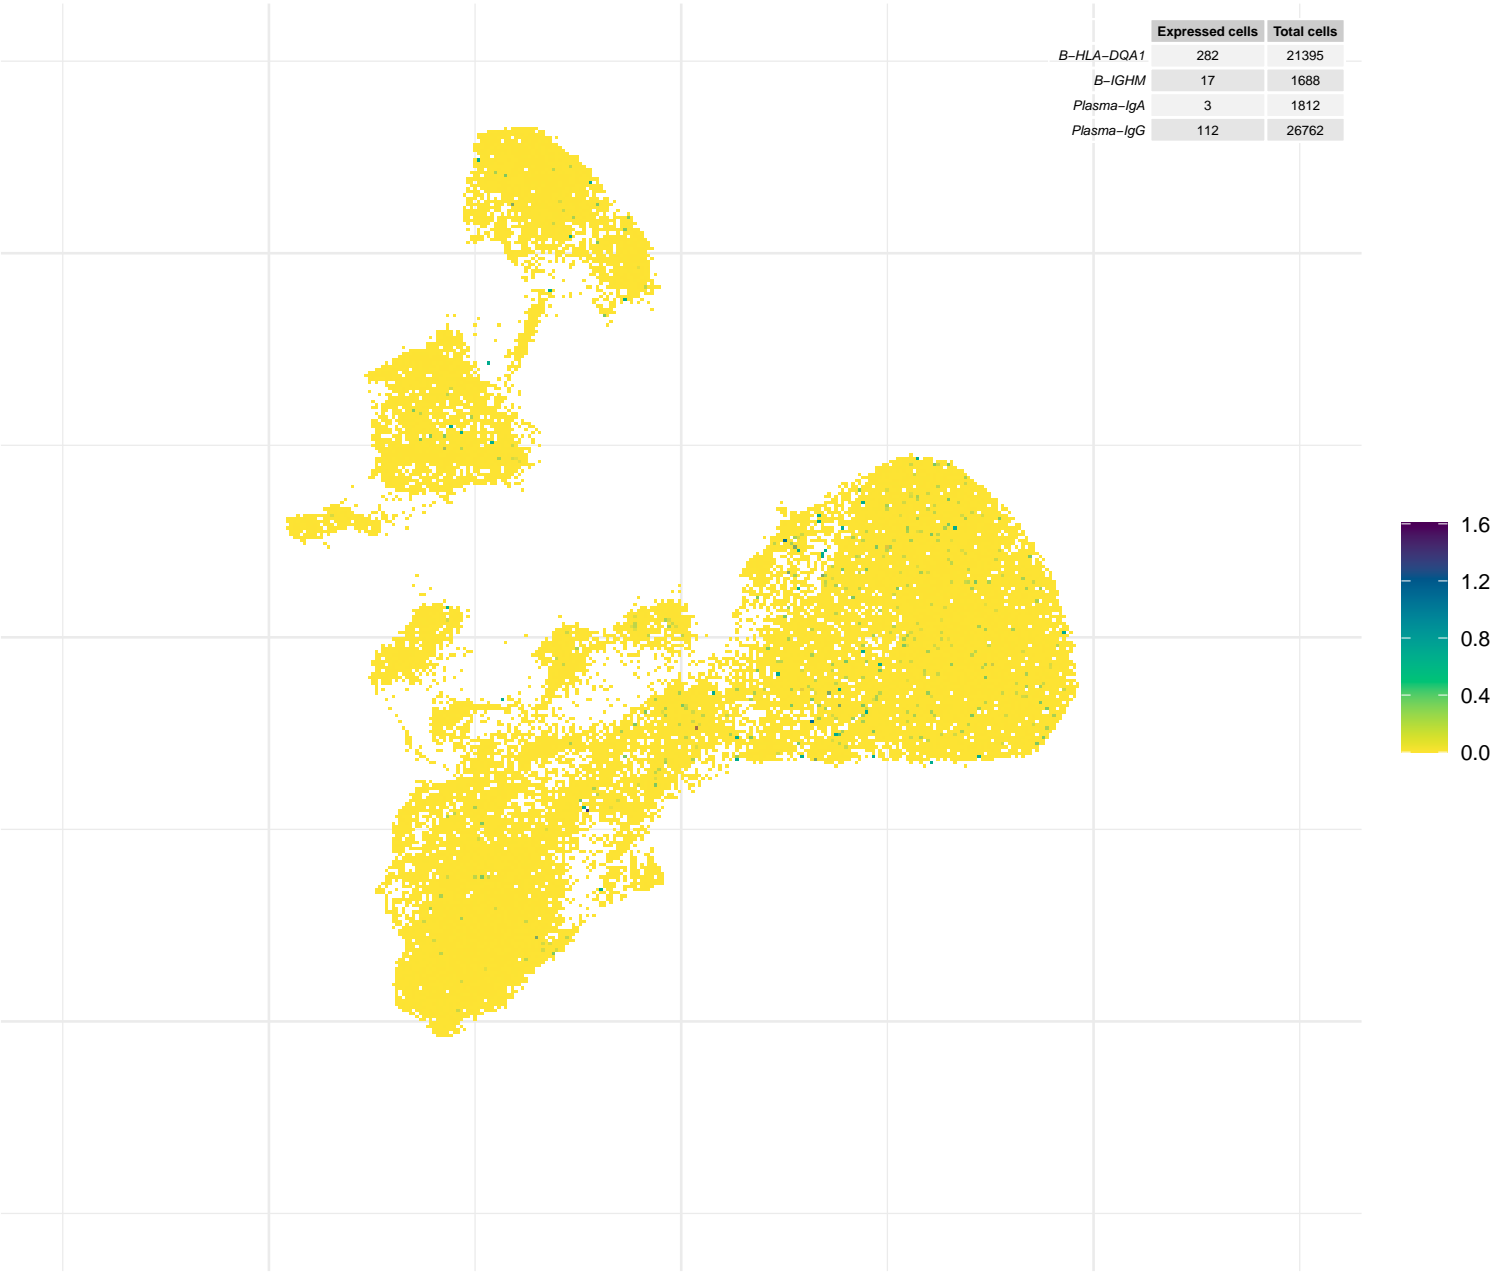 Expressed cells Total cells
B−HLA−DQA1 282 21395
B−IGHM 17 1688
Plasma−IgA 3 1812
Plasma−IgG 112 26762
1.6
1.2
0.8
0.4
0.0